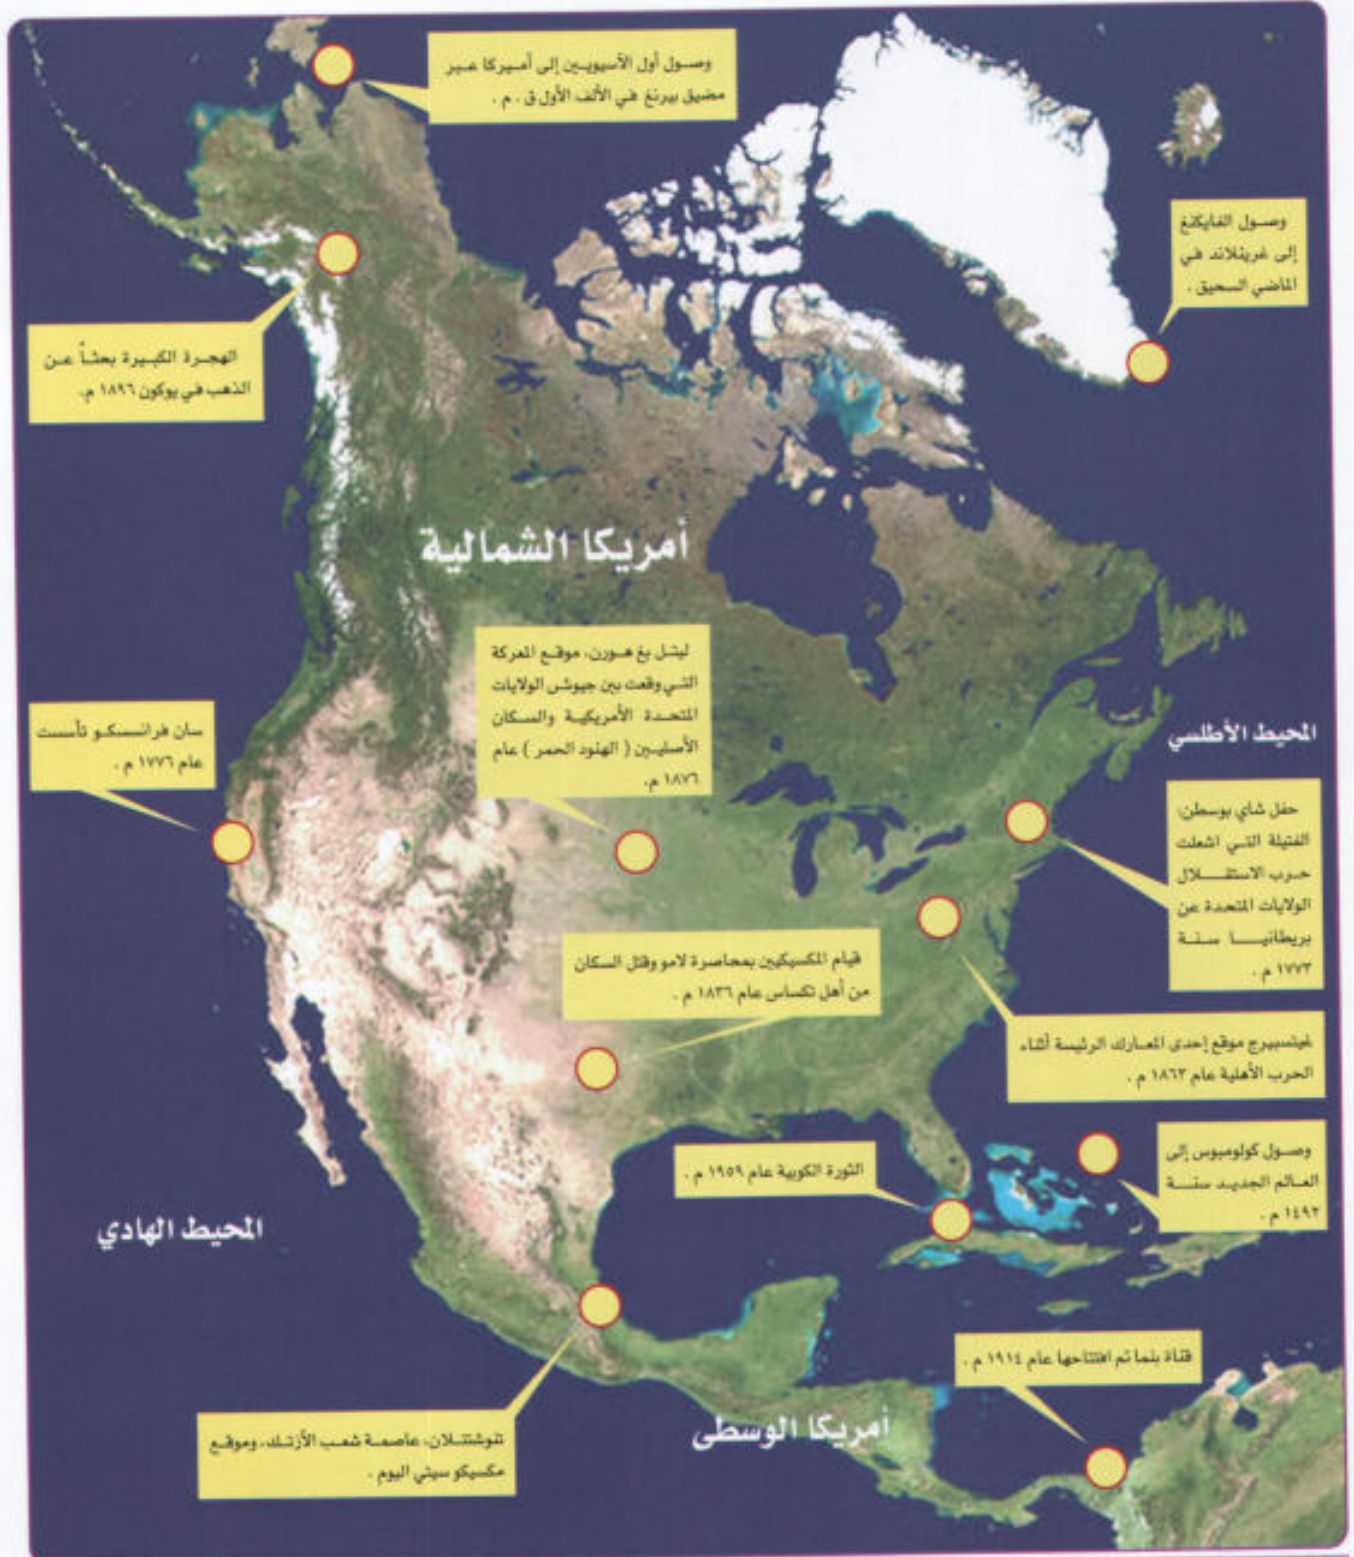 وصول أول الآسيويين إلى أميركا عبر
مضيق بيرنغ في الألف الأول ق . م .
وصول الفايكنغ
إلى غرينلاند في
الماضي السحيق .
الهجرة الكبيرة بحثاً عن
الذهب في يوكون ١٨٩٦ م.
أمريكا الشمالية
ليتل بغ هورن، موقع المعركة
التي وقعت بين جيوش الولايات
المتحدة الأمريكية والسكان
الأصليين ( الهنود الحمر ) عام
١٨٧٦ م.
سان فرانسسكو تأسست
عام ١٧٧٦ م .
المحيط الأطلسي
حفل شاي بوسطن:
الفتيلة التي اشعلت
حرب الاستقلال
الولايات المتحدة عن
بريطانيا سنة
١٧٧٣ م .
قيام المكسيكيين بمحاصرة لامو وقتل السكان
من أهل تكساس عام ١٨٣٦ م .
غيتسبيرج موقع إحدى المعارك الرئيسة أثناء
الحرب الأهلية عام ١٨٦٣ م .
وصول كولومبوس إلى
العالم الجديد سنة
١٤٩٢ م .
الثورة الكوبية عام ١٩٥٩ م .
المحيط الهادي
قناة بنما تم افتتاحها عام ١٩١٤ م .
أمريكا الوسطى
تنوشتتلان، عاصمة شعب الأزتك، وموقع
مكسيكو سيتي اليوم .